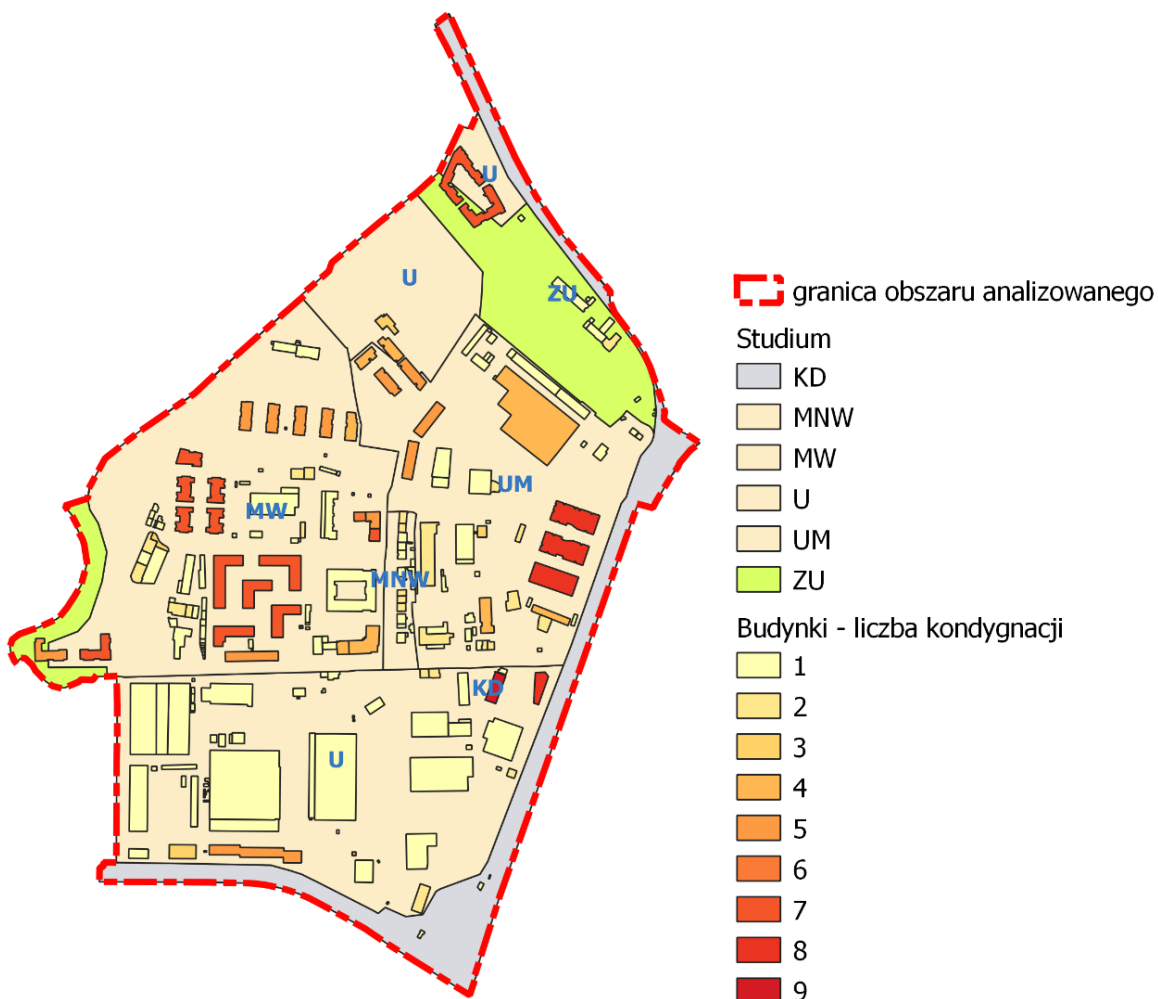 U
U
ZU
UM
MW
MNW
KD
U
granica obszaru analizowanego
Studium
KD
MNW
MW
U
UM
ZU
Budynki - liczba kondygnacji
1
2
3
4
5
6
7
8
9